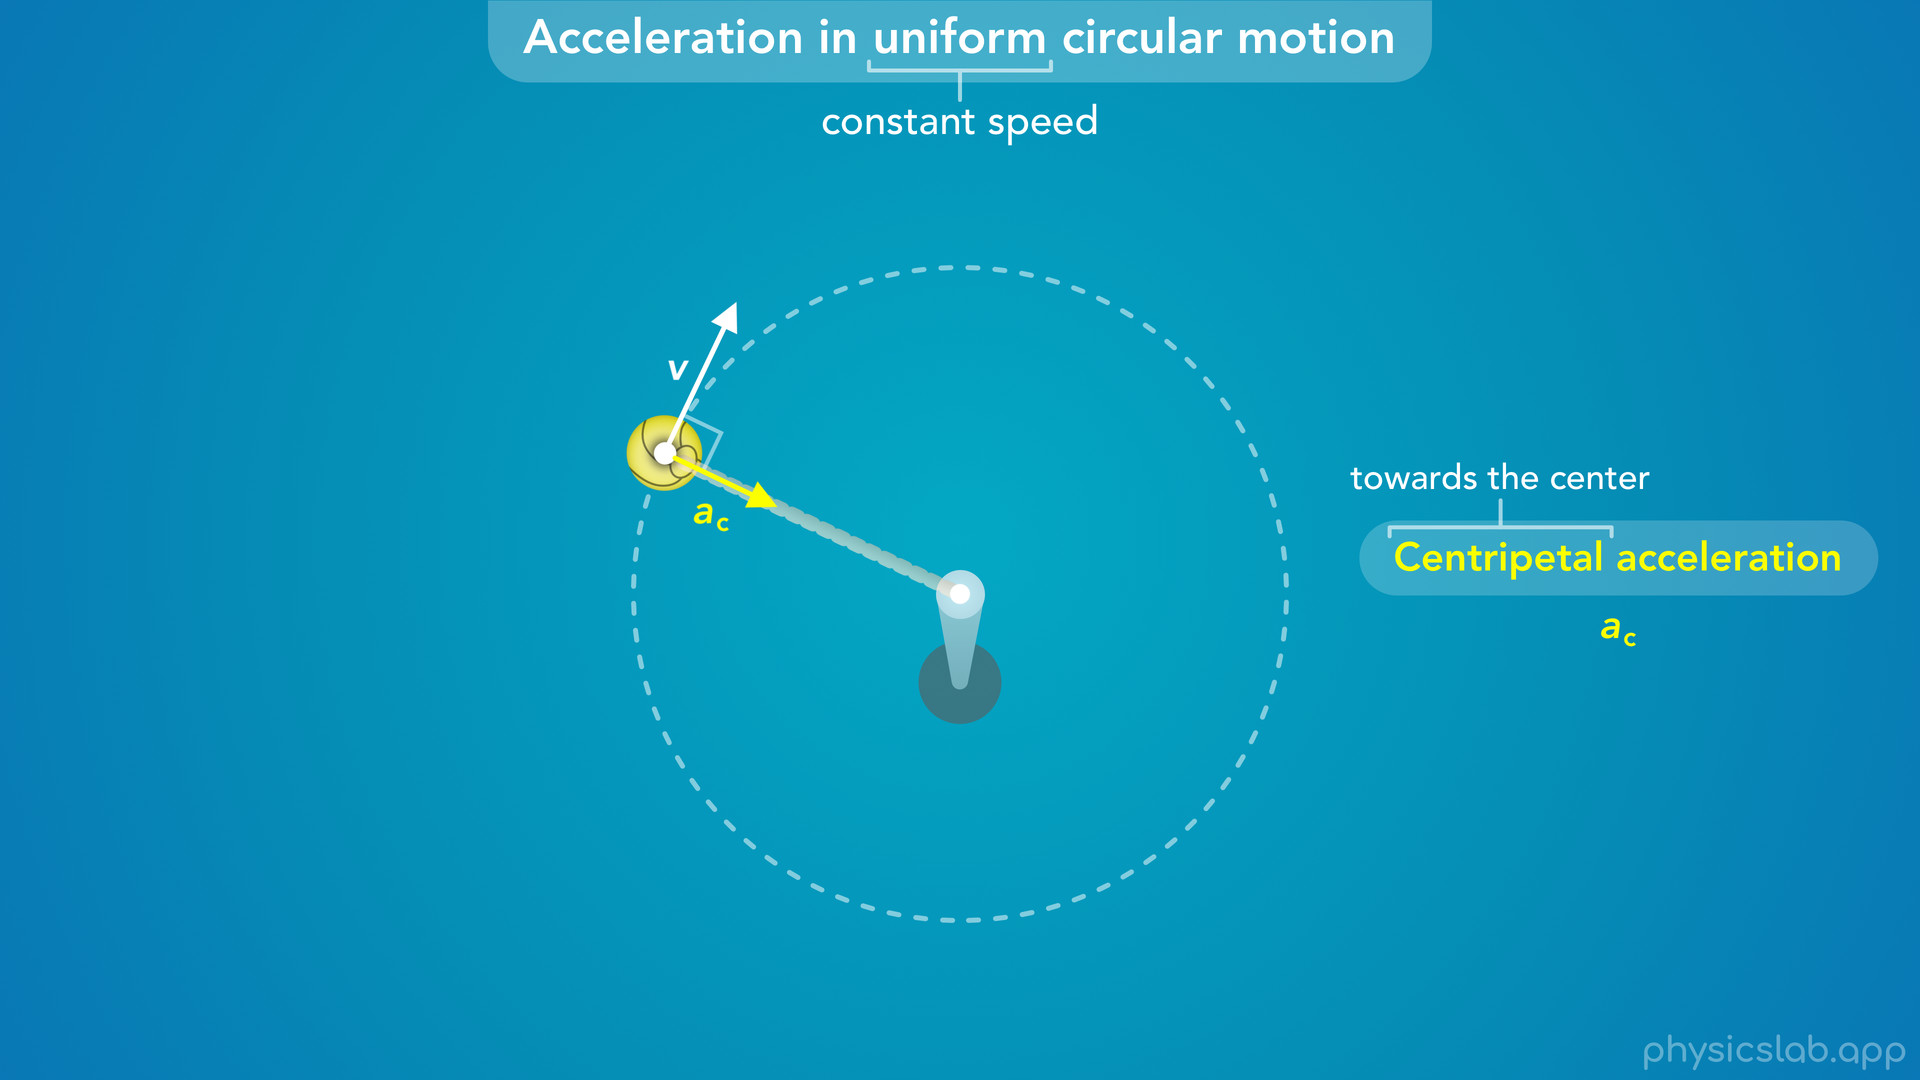 Acceleration in uniform circular motion
constant speed
v
ac
towards the center
Centripetal acceleration
ac
physicslab.app